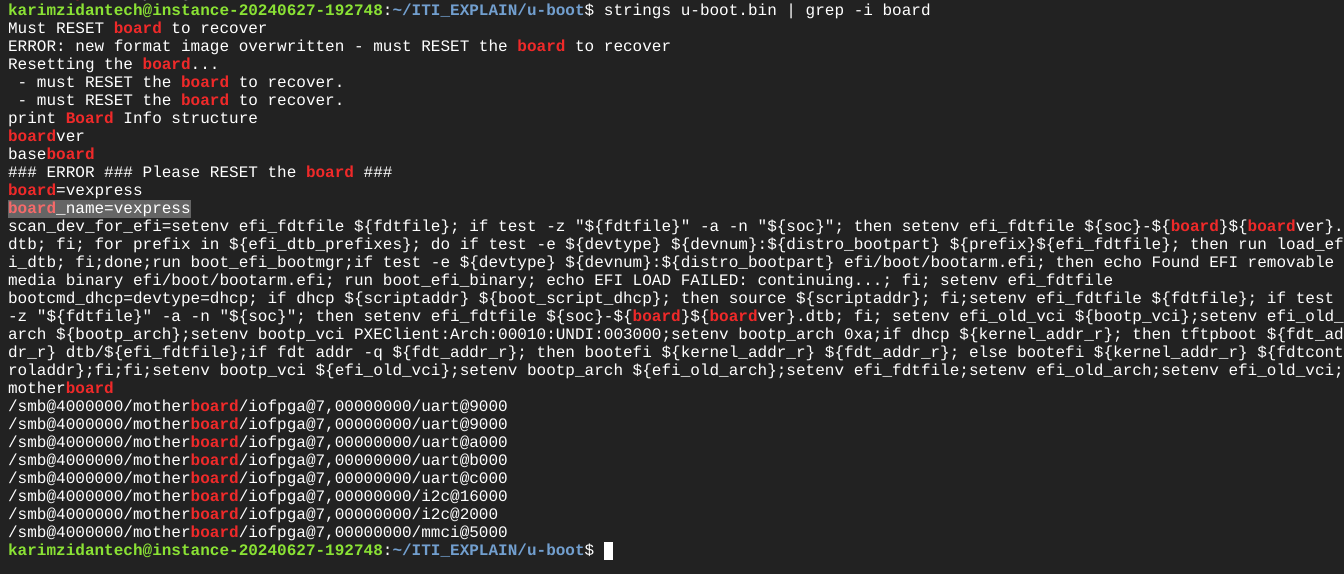 karimzidantech@instance-20240627-192748:~/ITI_EXPLAIN/u-boot$ strings u-boot.bin | grep -i board
Must RESET board to recover
ERROR: new format image overwritten - must RESET the board to recover
Resetting the board...
 - must RESET the board to recover.
 - must RESET the board to recover.
print Board Info structure
boardver
baseboard
### ERROR ### Please RESET the board ###
board=vexpress
board_name=vexpress
scan_dev_for_efi=setenv efi_fdtfile ${fdtfile}; if test -z "${fdtfile}" -a -n "${soc}"; then setenv efi_fdtfile ${soc}-${board}${boardver}.
dtb; fi; for prefix in ${efi_dtb_prefixes}; do if test -e ${devtype} ${devnum}:${distro_bootpart} ${prefix}${efi_fdtfile}; then run load_ef
i_dtb; fi;done;run boot_efi_bootmgr;if test -e ${devtype} ${devnum}:${distro_bootpart} efi/boot/bootarm.efi; then echo Found EFI removable
media binary efi/boot/bootarm.efi; run boot_efi_binary; echo EFI LOAD FAILED: continuing...; fi; setenv efi_fdtfile
bootcmd_dhcp=devtype=dhcp; if dhcp ${scriptaddr} ${boot_script_dhcp}; then source ${scriptaddr}; fi;setenv efi_fdtfile ${fdtfile}; if test
-z "${fdtfile}" -a -n "${soc}"; then setenv efi_fdtfile ${soc}-${board}${boardver}.dtb; fi; setenv efi_old_vci ${bootp_vci};setenv efi_old_
arch ${bootp_arch};setenv bootp_vci PXEClient:Arch:00010:UNDI:003000;setenv bootp_arch 0xa;if dhcp ${kernel_addr_r}; then tftpboot ${fdt_ad
dr_r} dtb/${efi_fdtfile};if fdt addr -q ${fdt_addr_r}; then bootefi ${kernel_addr_r} ${fdt_addr_r}; else bootefi ${kernel_addr_r} ${fdtcont
roladdr};fi;fi;setenv bootp_vci ${efi_old_vci};setenv bootp_arch ${efi_old_arch};setenv efi_fdtfile;setenv efi_old_arch;setenv efi_old_vci;
motherboard
/smb@4000000/motherboard/iofpga@7,00000000/uart@9000
/smb@4000000/motherboard/iofpga@7,00000000/uart@9000
/smb@4000000/motherboard/iofpga@7,00000000/uart@a000
/smb@4000000/motherboard/iofpga@7,00000000/uart@b000
/smb@4000000/motherboard/iofpga@7,00000000/uart@c000
/smb@4000000/motherboard/iofpga@7,00000000/i2c@16000
/smb@4000000/motherboard/iofpga@7,00000000/i2c@2000
/smb@4000000/motherboard/iofpga@7,00000000/mmci@5000
karimzidantech@instance-20240627-192748:~/ITI_EXPLAIN/u-boot$